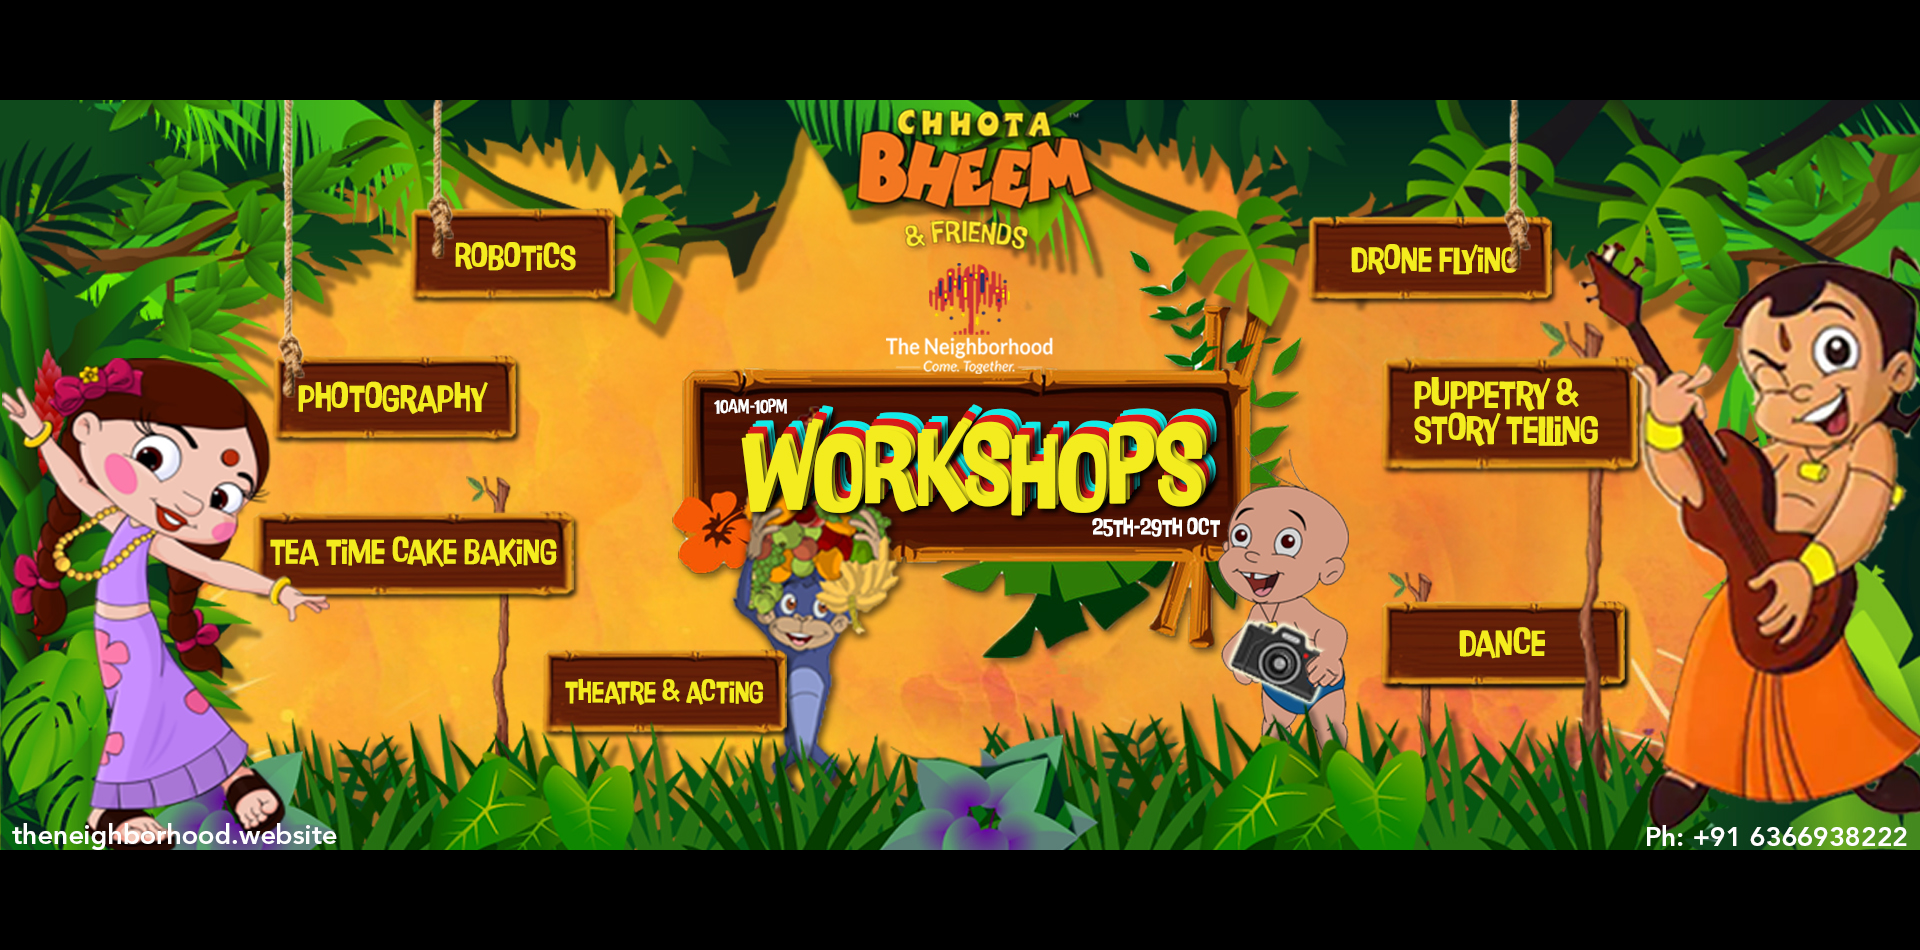 CHHOTA
BHEEM™
& FRIENDS
The Neighborhood
Come. Together.
ROBOTICS
DRONE FLYING
PHOTOGRAPHY
PUPPETRY &
STORY TELLING
10AM-10PM
WORKSHOPS
25TH-29TH OCT
TEA TIME CAKE BAKING
THEATRE & ACTING
DANCE
theneighborhood.website
Ph: +91 6366938222